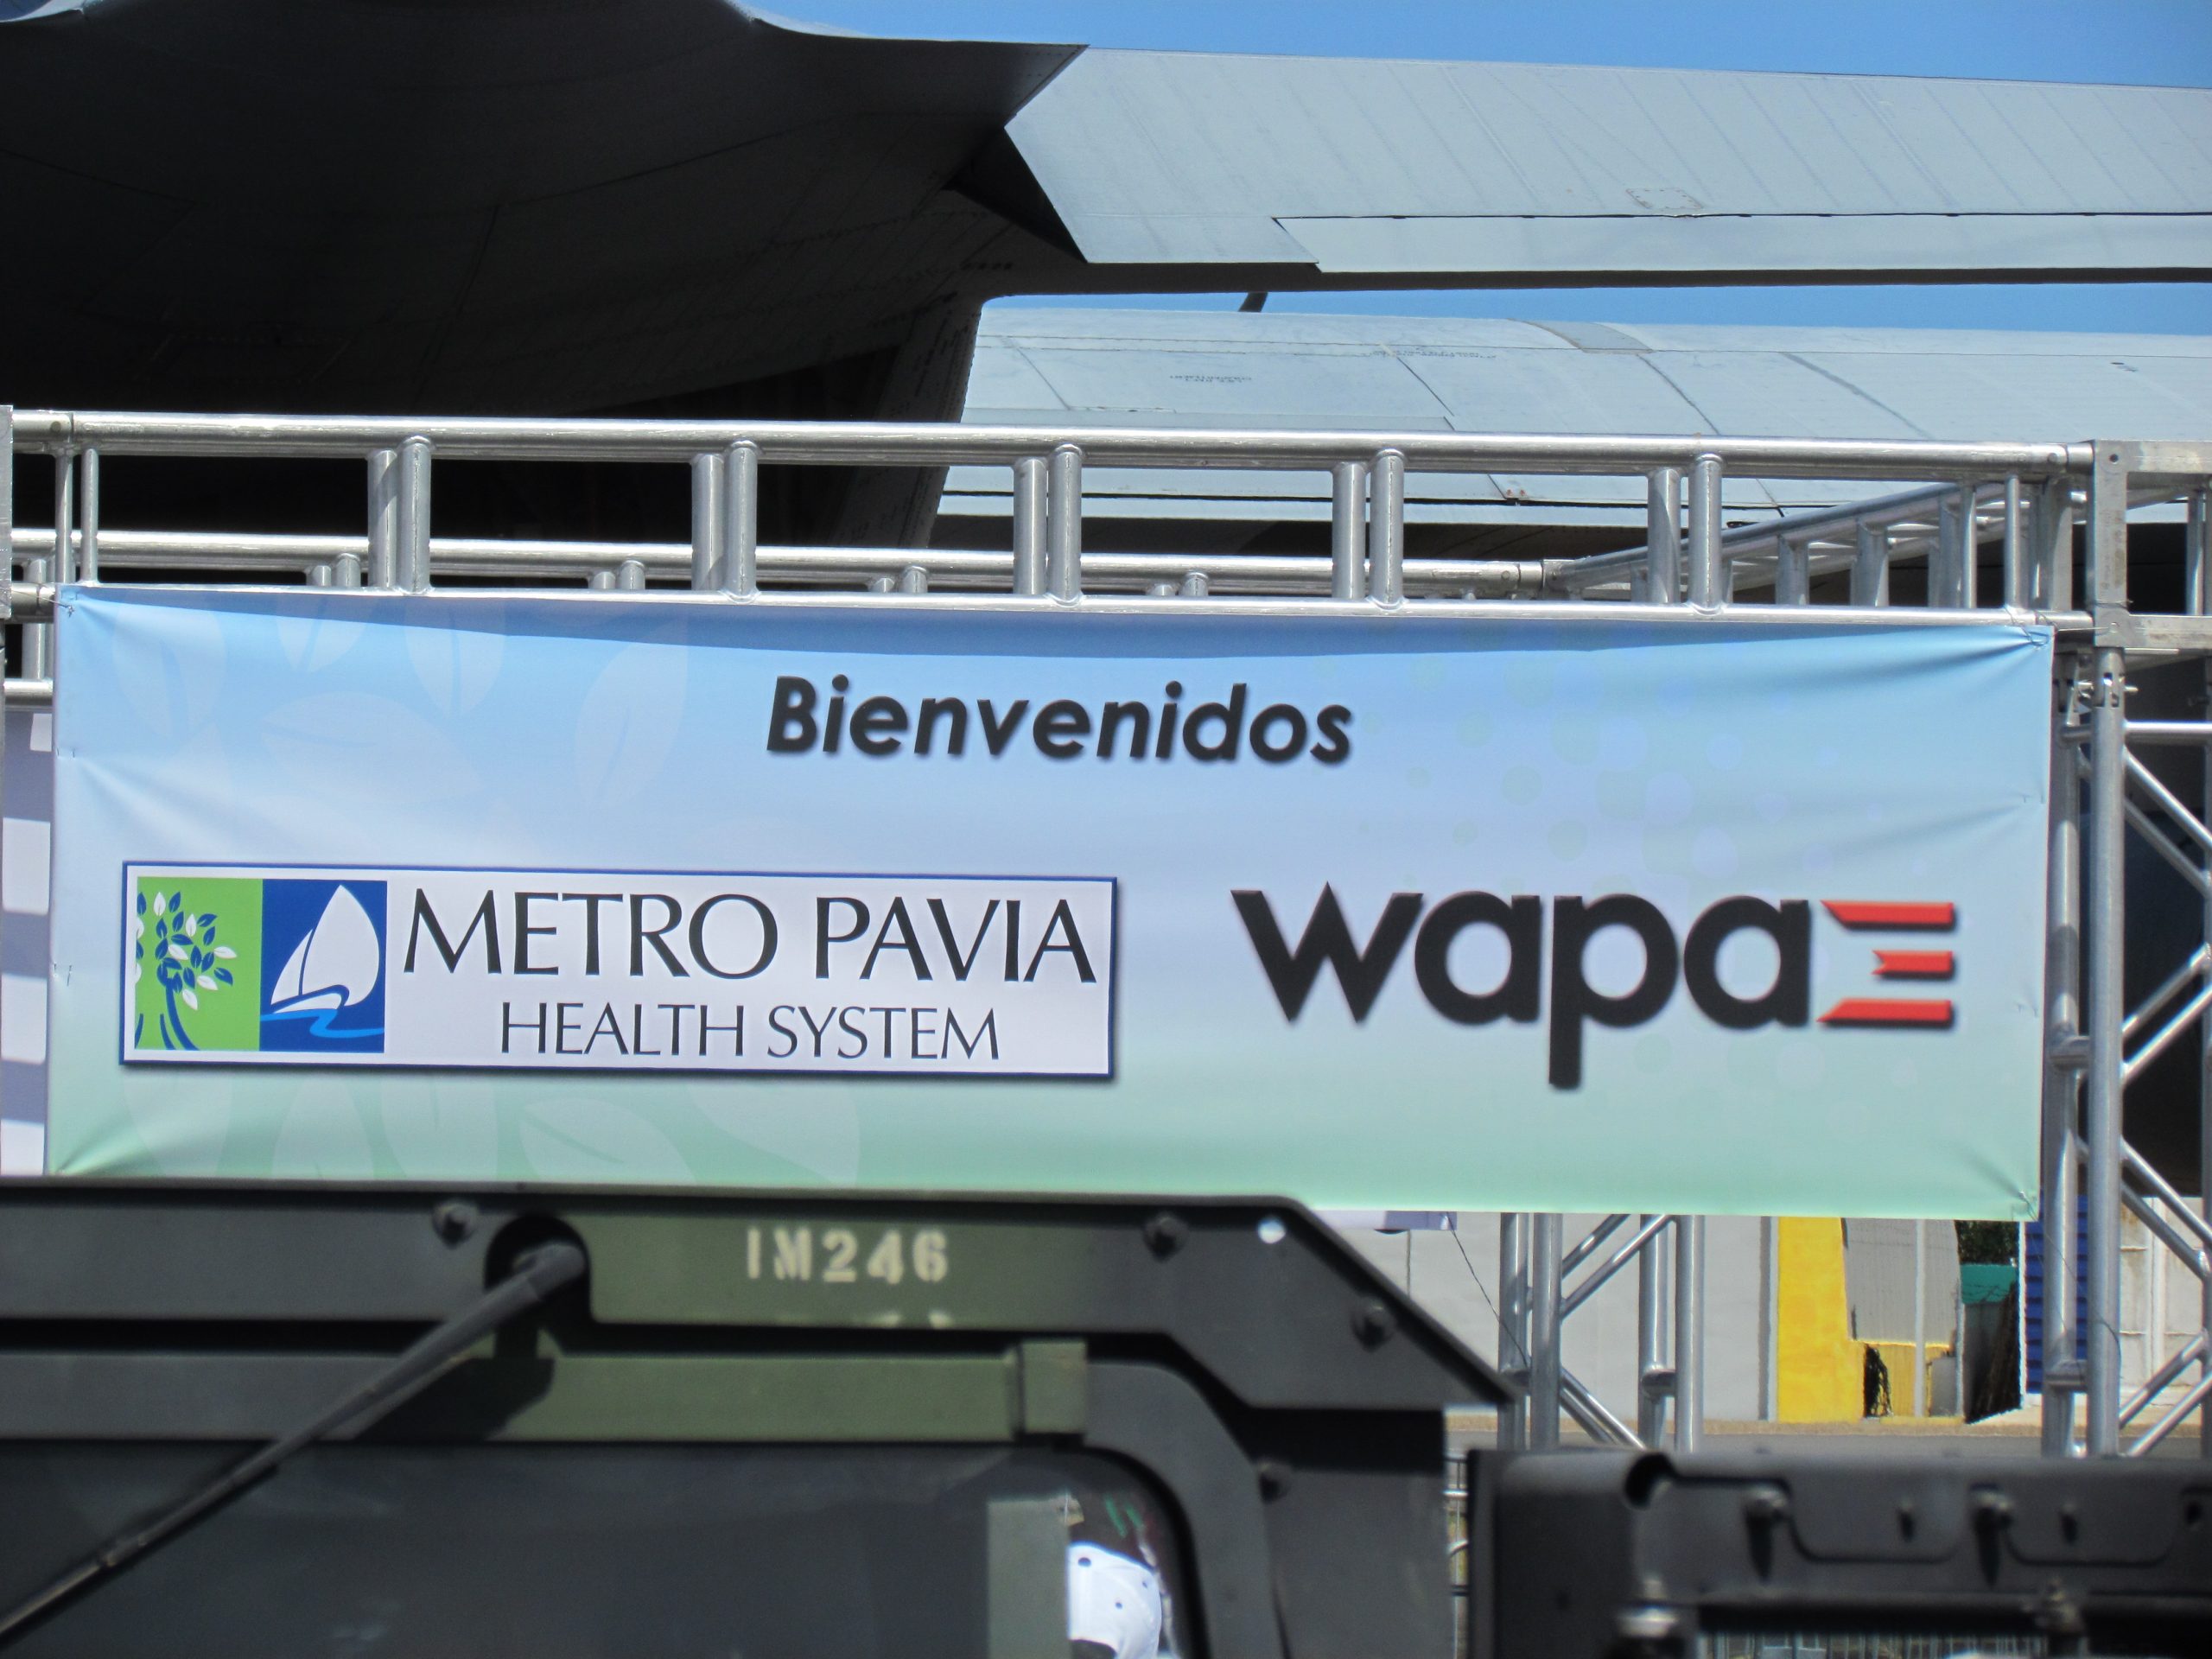 Bienvenidos
METRO PAVIA
HEALTH SYSTEM
wapa
IM246